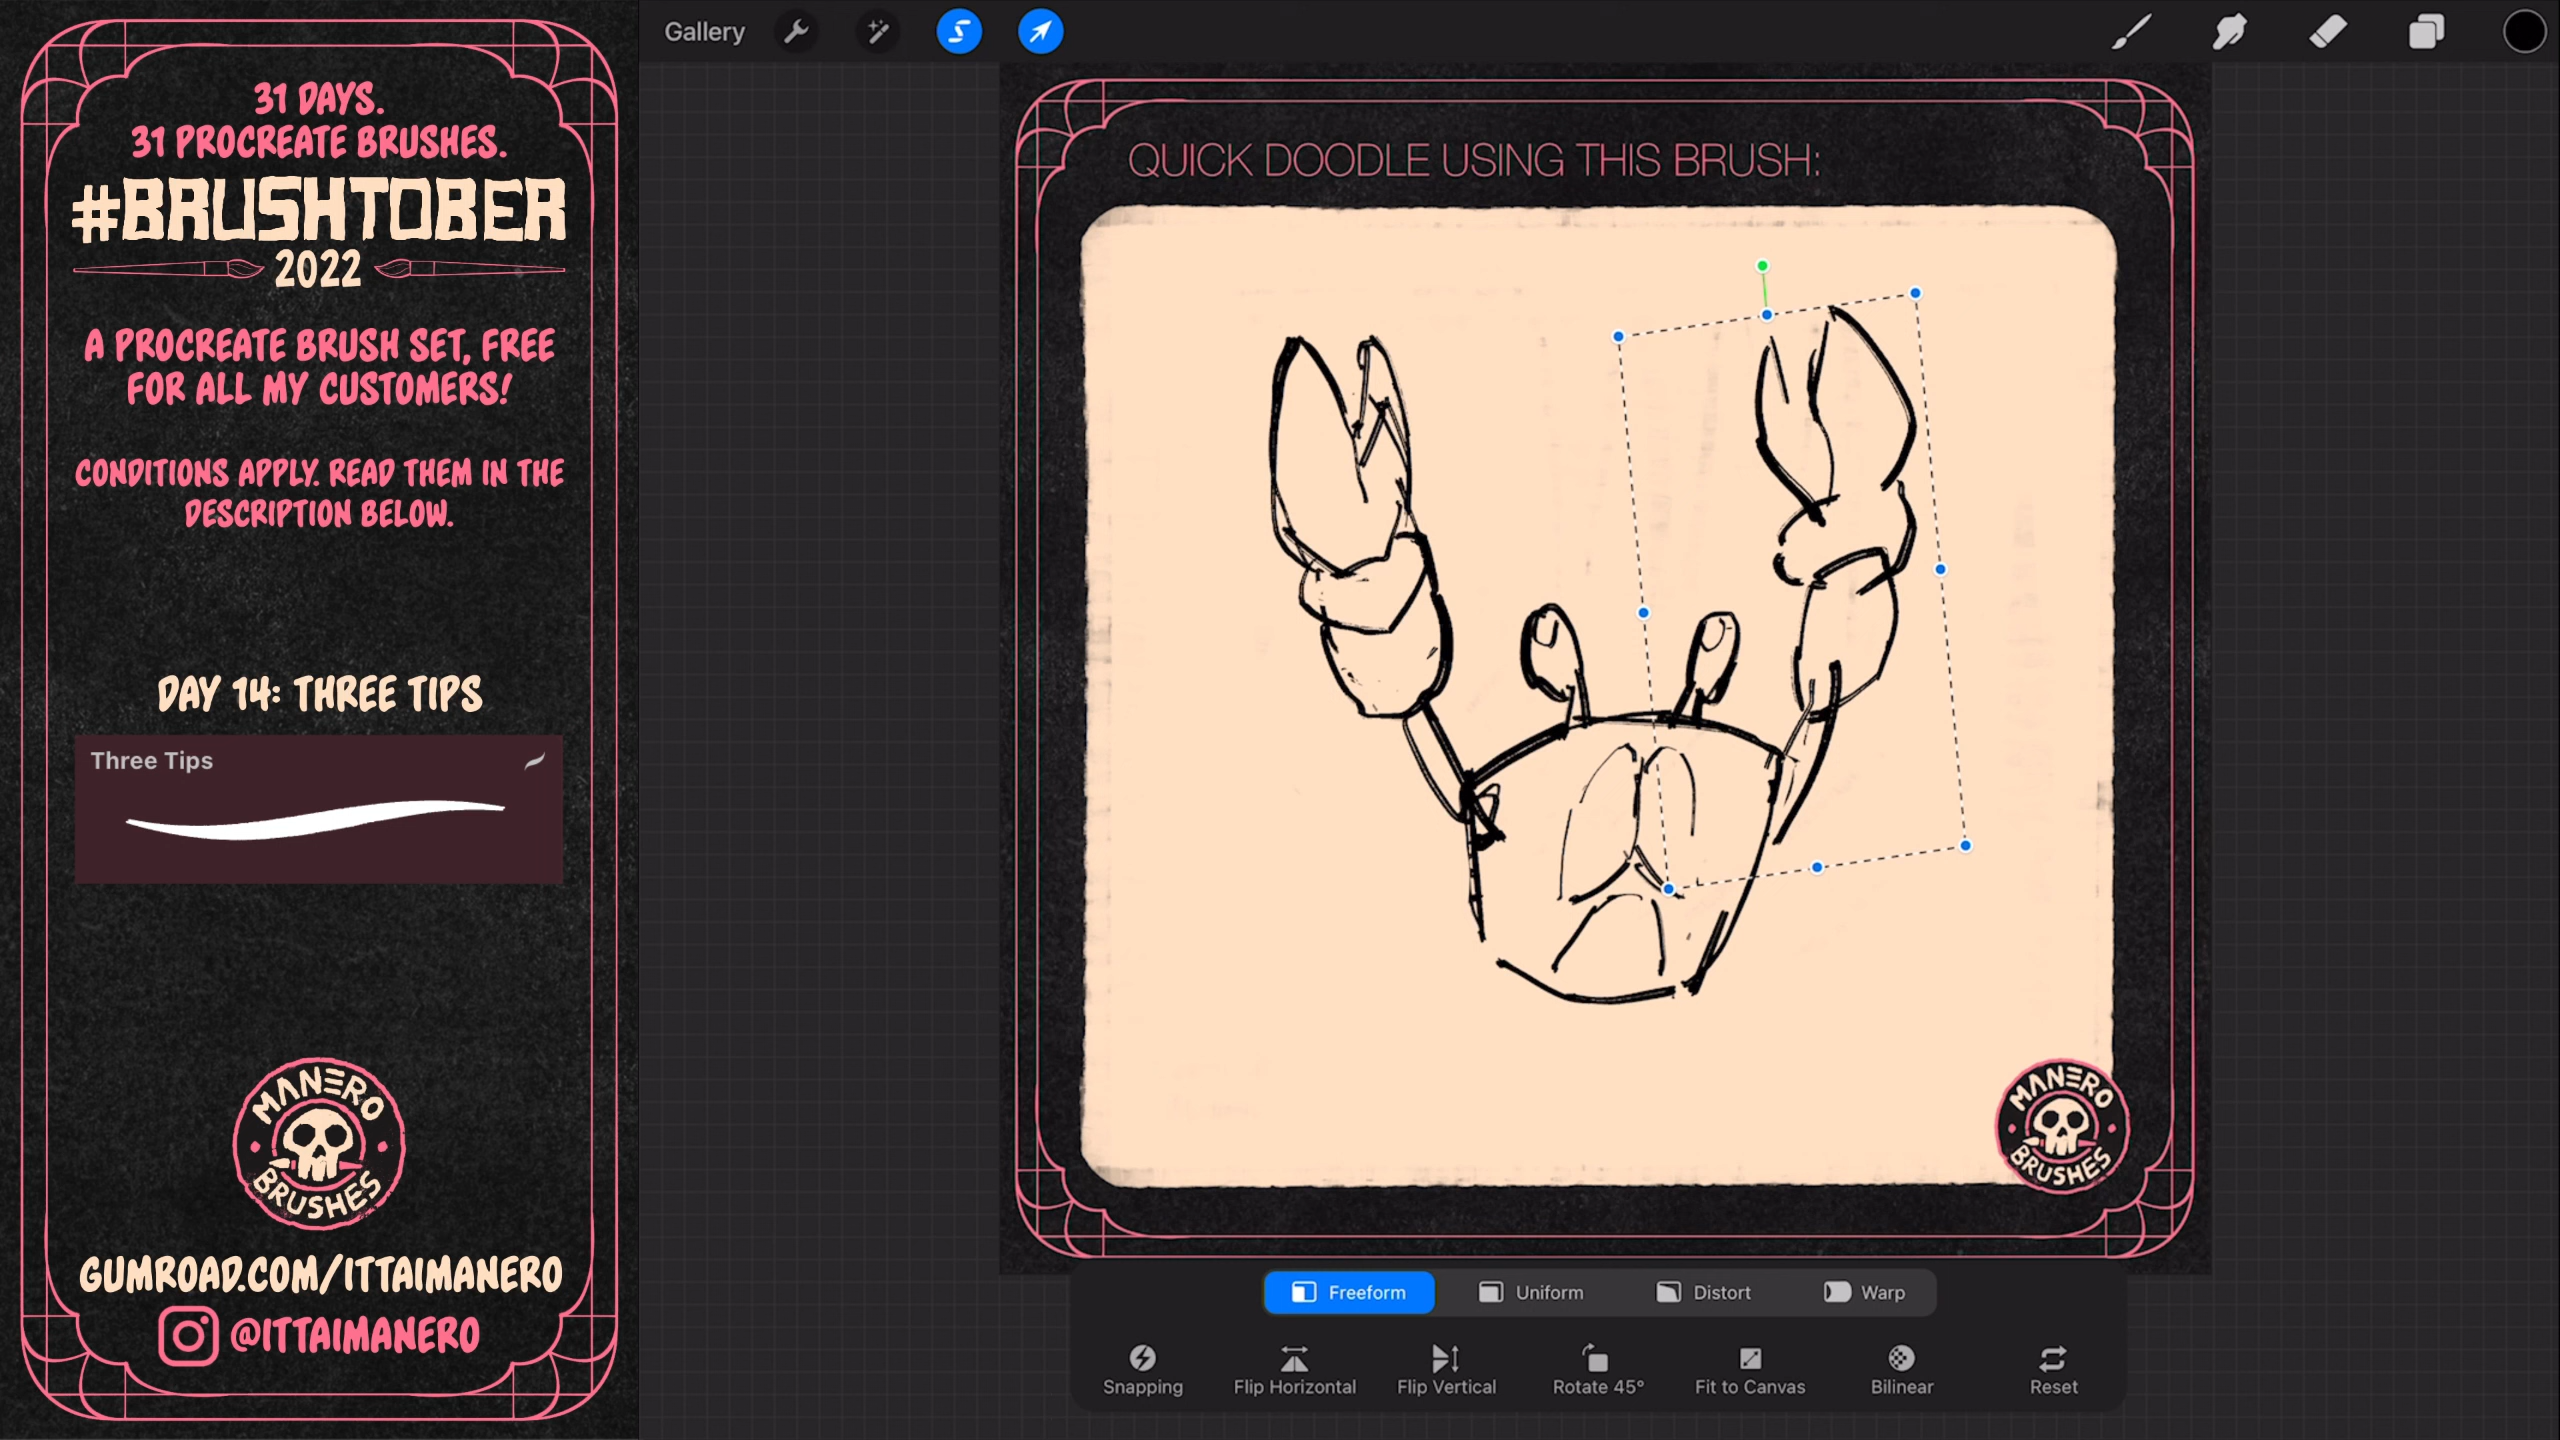 31 DAYS.
31 PROCREATE BRUSHES.
#BRUSHTOBER
2022
A PROCREATE BRUSH SET, FREE
FOR ALL MY CUSTOMERS!
CONDITIONS APPLY. READ THEM IN THE
DESCRIPTION BELOW.
DAY 14: THREE TIPS
Three Tips
MANERO
BRUSHES
GUMROAD.COM/ITTAIMANERO
@ITTAIMANERO
Gallery
QUICK DOODLE USING THIS BRUSH:
MANERO
BRUSHES
Freeform Uniform Distort Warp
Snapping Flip Horizontal Flip Vertical Rotate 45° Fit to Canvas Bilinear Reset